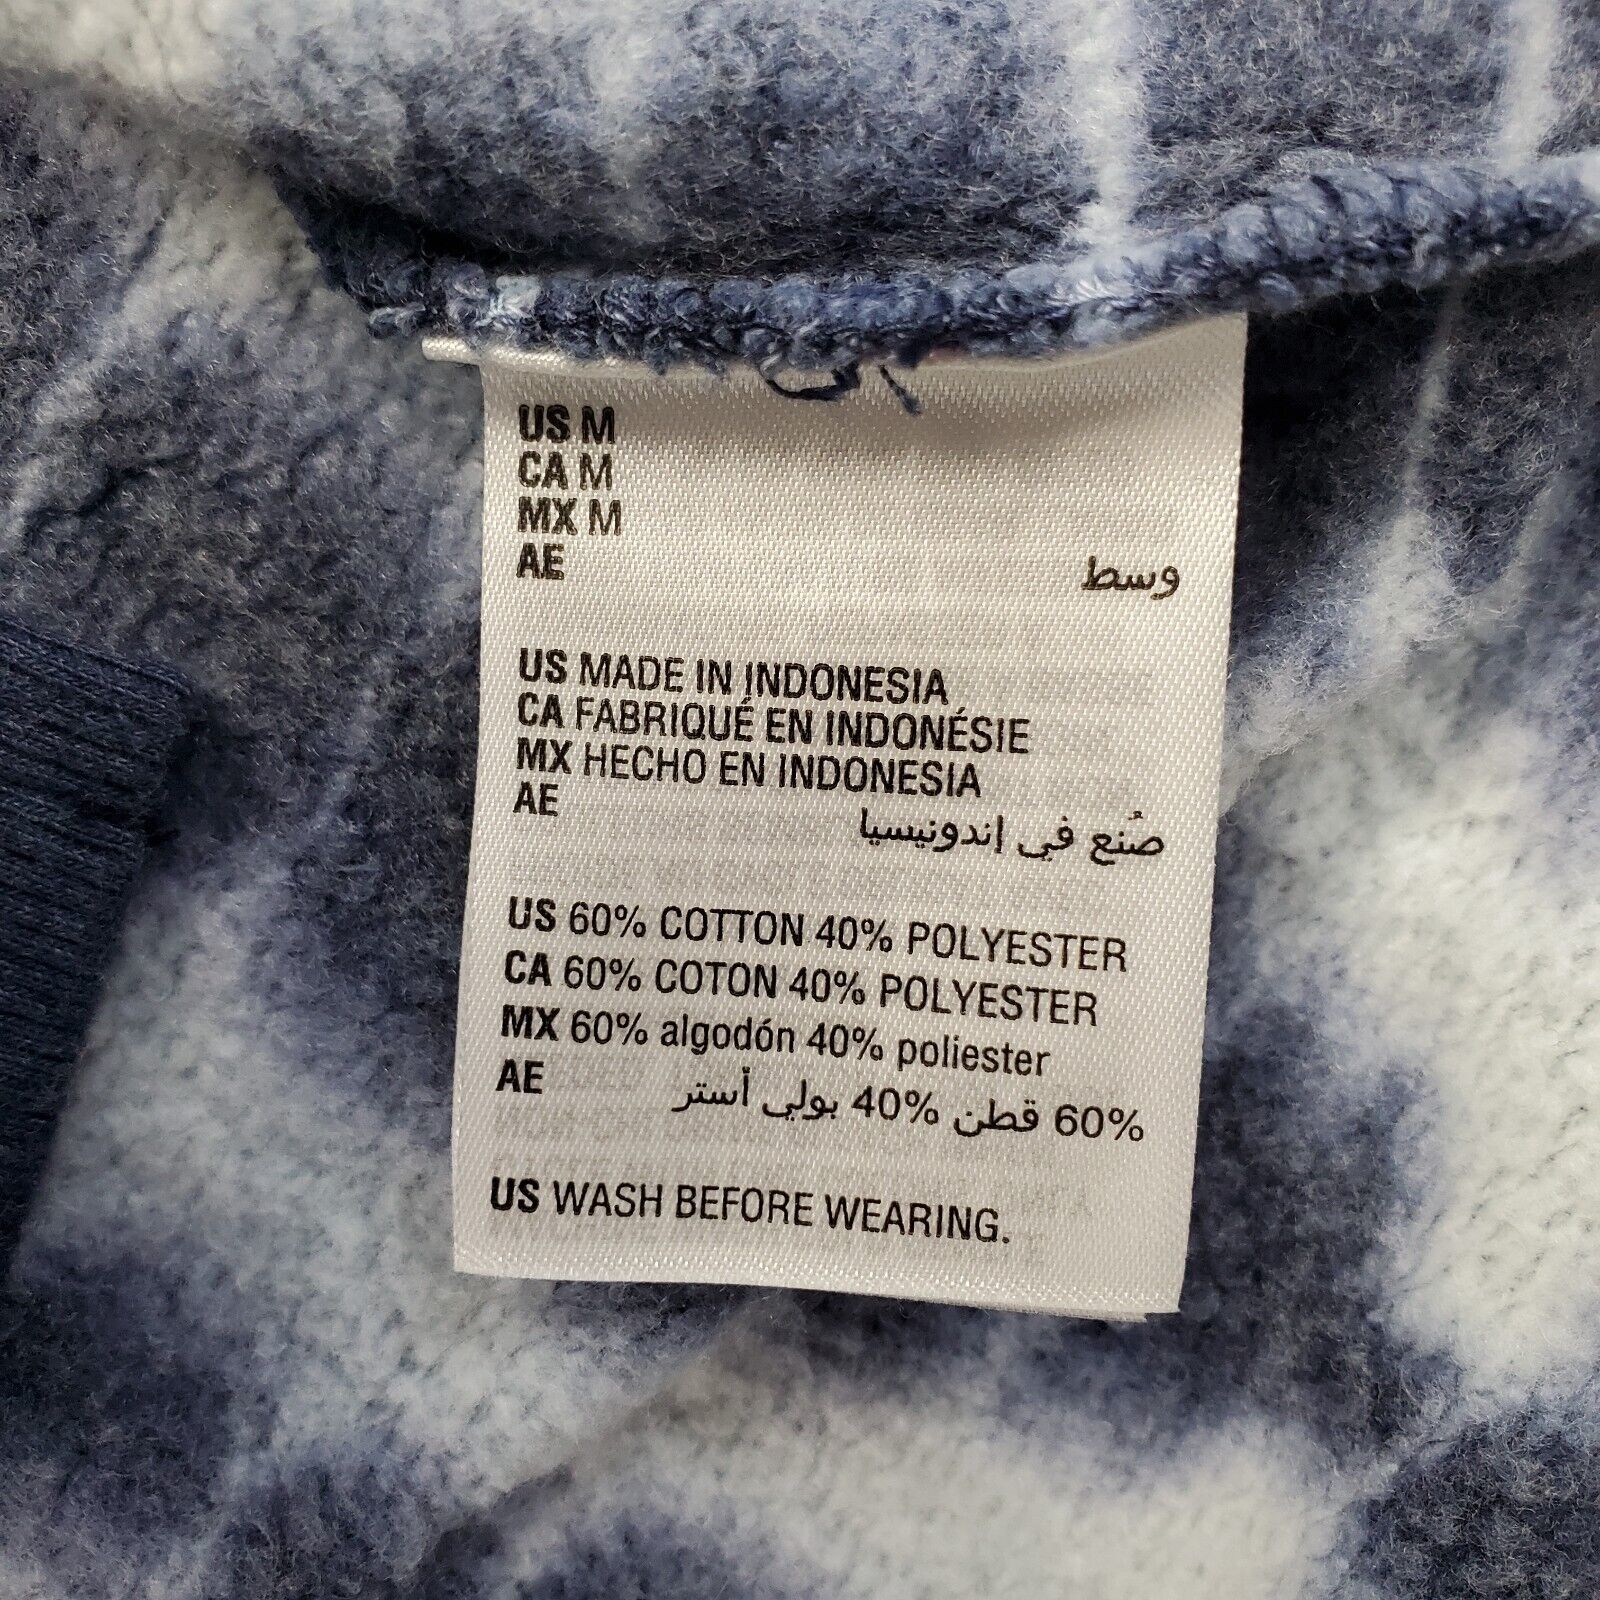 US M
CA M
MX M
AE وسط
US MADE IN INDONESIA
CA FABRIQUÉ EN INDONÉSIE
MX HECHO EN INDONESIA
AE صُنع في إندونيسيا
US 60% COTTON 40% POLYESTER
CA 60% COTON 40% POLYESTER
MX 60% algodón 40% poliester
AE 60% قطن 40% بولي أستر
US WASH BEFORE WEARING.